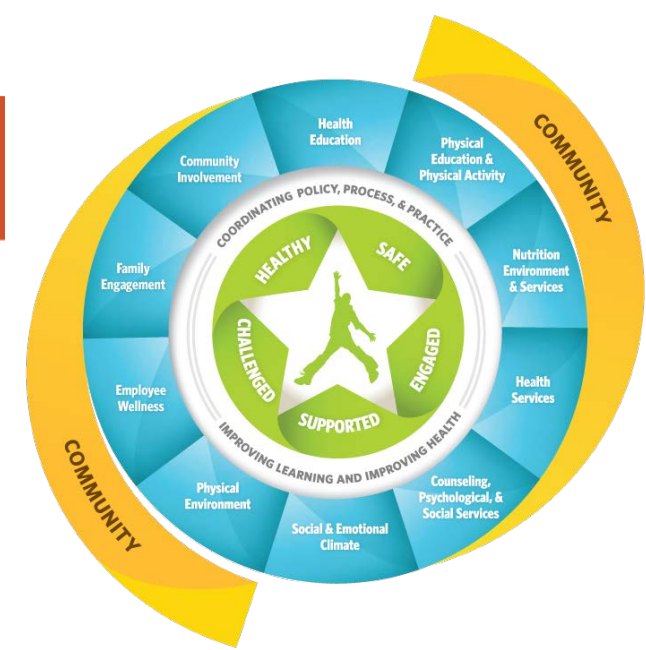 COMMUNITY
Health
Education
Physical
Education &
Physical Activity
Nutrition
Environment
& Services
Health
Services
Counseling,
Psychological, &
Social Services
Social & Emotional
Climate
Physical
Environment
Employee
Wellness
Family
Engagement
Community
Involvement
COORDINATING POLICY, PROCESS, & PRACTICE
IMPROVING LEARNING AND IMPROVING HEALTH
HEALTHY
SAFE
ENGAGED
SUPPORTED
CHALLENGED
COMMUNITY